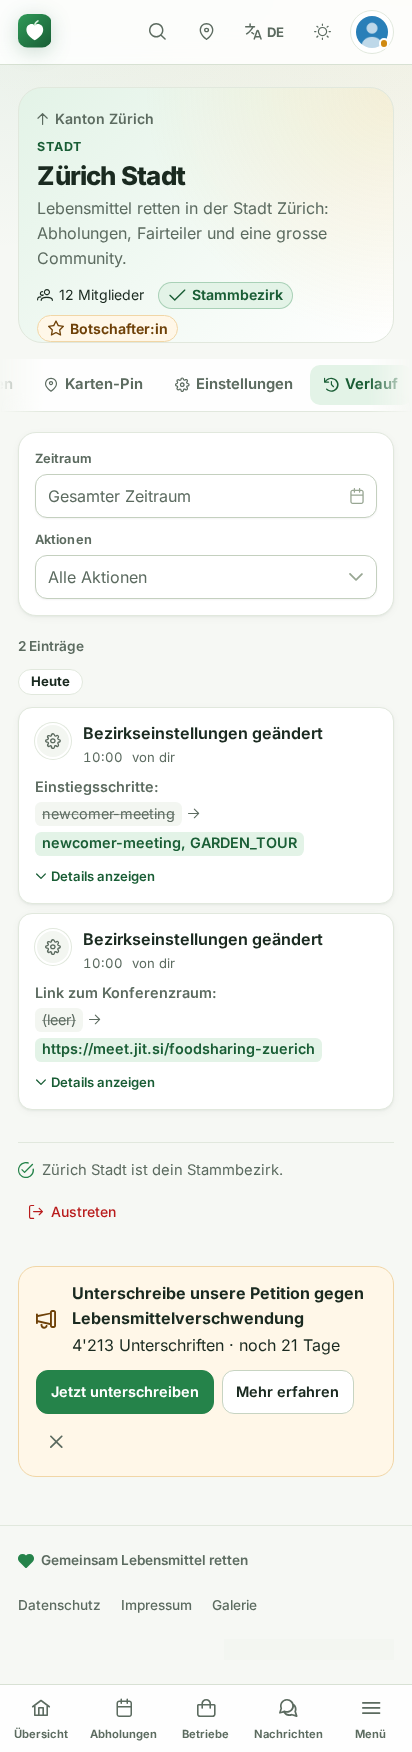 DE
Kanton Zürich
STADT
Zürich Stadt
Lebensmittel retten in der Stadt Zürich:
Abholungen, Fairteiler und eine grosse
Community.
12 Mitglieder Stammbezirk
Botschafter:in
en Karten-Pin Einstellungen Verlauf
Zeitraum
Gesamter Zeitraum
Aktionen
Alle Aktionen
2 Einträge
Heute
Bezirkseinstellungen geändert
10:00 von dir
Einstiegsschritte:
newcomer-meeting →
newcomer-meeting, GARDEN_TOUR
Details anzeigen
Bezirkseinstellungen geändert
10:00 von dir
Link zum Konferenzraum:
(leer) →
https://meet.jit.si/foodsharing-zuerich
Details anzeigen
Zürich Stadt ist dein Stammbezirk.
Austreten
Unterschreibe unsere Petition gegen
Lebensmittelverschwendung
4'213 Unterschriften · noch 21 Tage
Jetzt unterschreiben Mehr erfahren
Gemeinsam Lebensmittel retten
Datenschutz Impressum Galerie
Übersicht Abholungen Betriebe Nachrichten Menü